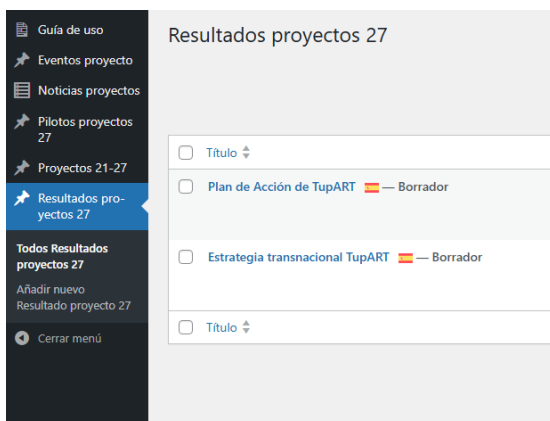 Guía de uso
Eventos proyecto
Noticias proyectos
Pilotos proyectos
27
Proyectos 21-27
Resultados pro-
yectos 27
Todos Resultados
proyectos 27
Añadir nuevo
Resultado proyecto 27
Cerrar menú
Resultados proyectos 27
Título
Plan de Acción de TupART — Borrador
Estrategia transnacional TupART — Borrador
Título